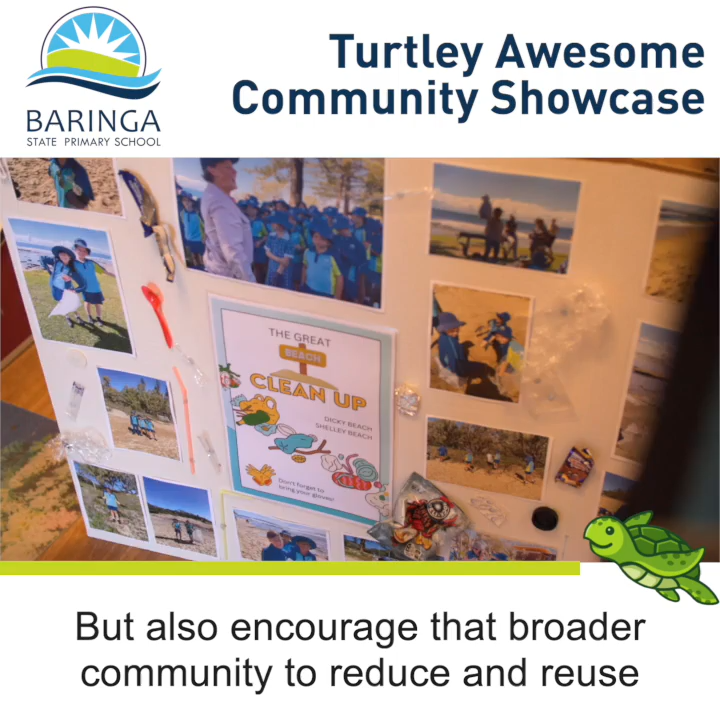 BARINGA
STATE PRIMARY SCHOOL
Turtley Awesome
Community Showcase
THE GREAT
BEACH
CLEAN UP
DICKY BEACH
SHELLEY BEACH
Don't forget to
bring your gloves!
But also encourage that broader
community to reduce and reuse